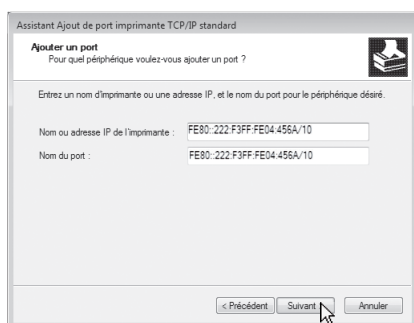 Assistant Ajout de port imprimante TCP/IP standard
Ajouter un port
Pour quel périphérique voulez-vous ajouter un port ?
Entrez un nom d'imprimante ou une adresse IP, et le nom du port pour le périphérique désiré.
Nom ou adresse IP de l'imprimante : FE80::222:F3FF:FE04:456A/10
Nom du port : FE80::222:F3FF:FE04:456A/10
< Précédent Suivant Annuler